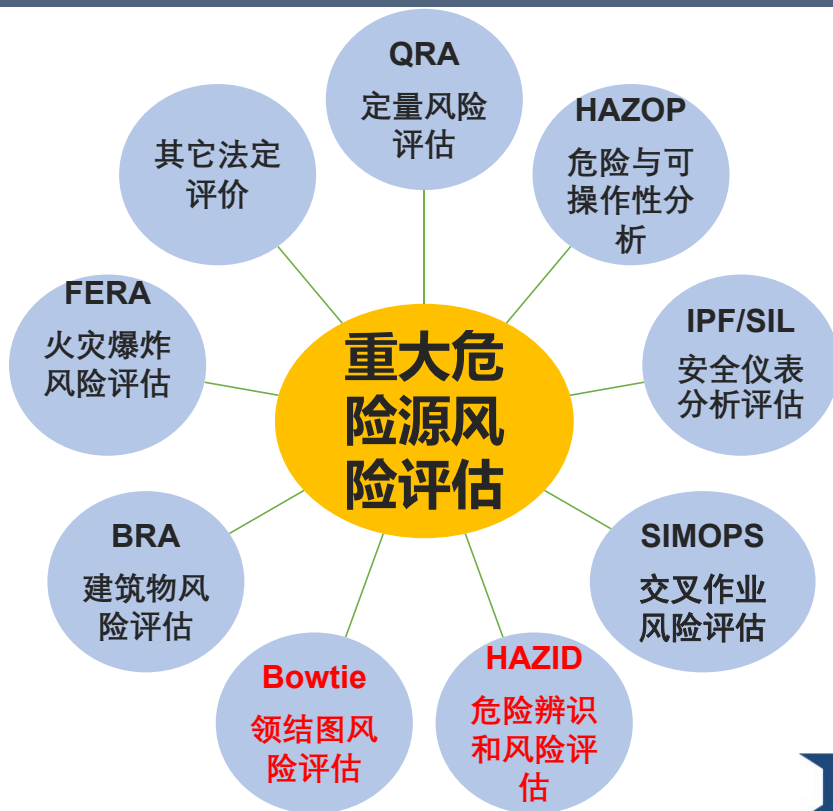 QRA
定量风险
评估
HAZOP
危险与可
操作性分
析
IPF/SIL
安全仪表
分析评估
SIMOPS
交叉作业
风险评估
HAZID
危险辨识
和风险评
估
Bowtie
领结图风
险评估
BRA
建筑物风
险评估
FERA
火灾爆炸
风险评估
其它法定
评价
重大危
险源风
险评估